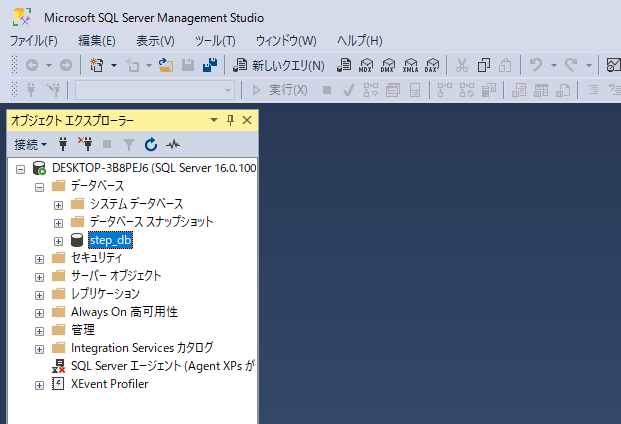 Microsoft SQL Server Management Studio
ファイル(F) 編集(E) 表示(V) ツール(T) ウィンドウ(W) ヘルプ(H)
新しいクエリ(N) MDX DMX XMLA DAX
実行(X)
オブジェクト エクスプローラー
接続
DESKTOP-3B8PEJ6 (SQL Server 16.0.100
データベース
システム データベース
データベース スナップショット
step_db
セキュリティ
サーバー オブジェクト
レプリケーション
Always On 高可用性
管理
Integration Services カタログ
SQL Server エージェント (Agent XPs が
XEvent Profiler